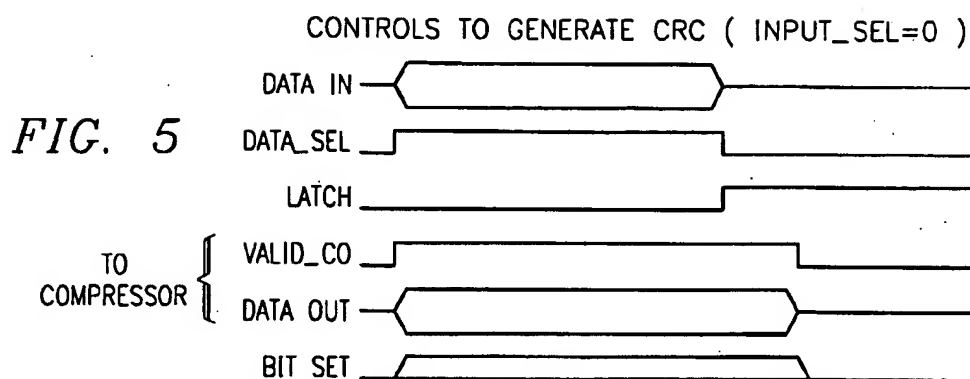 CONTROLS TO GENERATE CRC ( INPUT_SEL=0 )
DATA IN
FIG. 5
DATA_SEL
LATCH
VALID_CO
TO
COMPRESSOR
DATA OUT
BIT SET